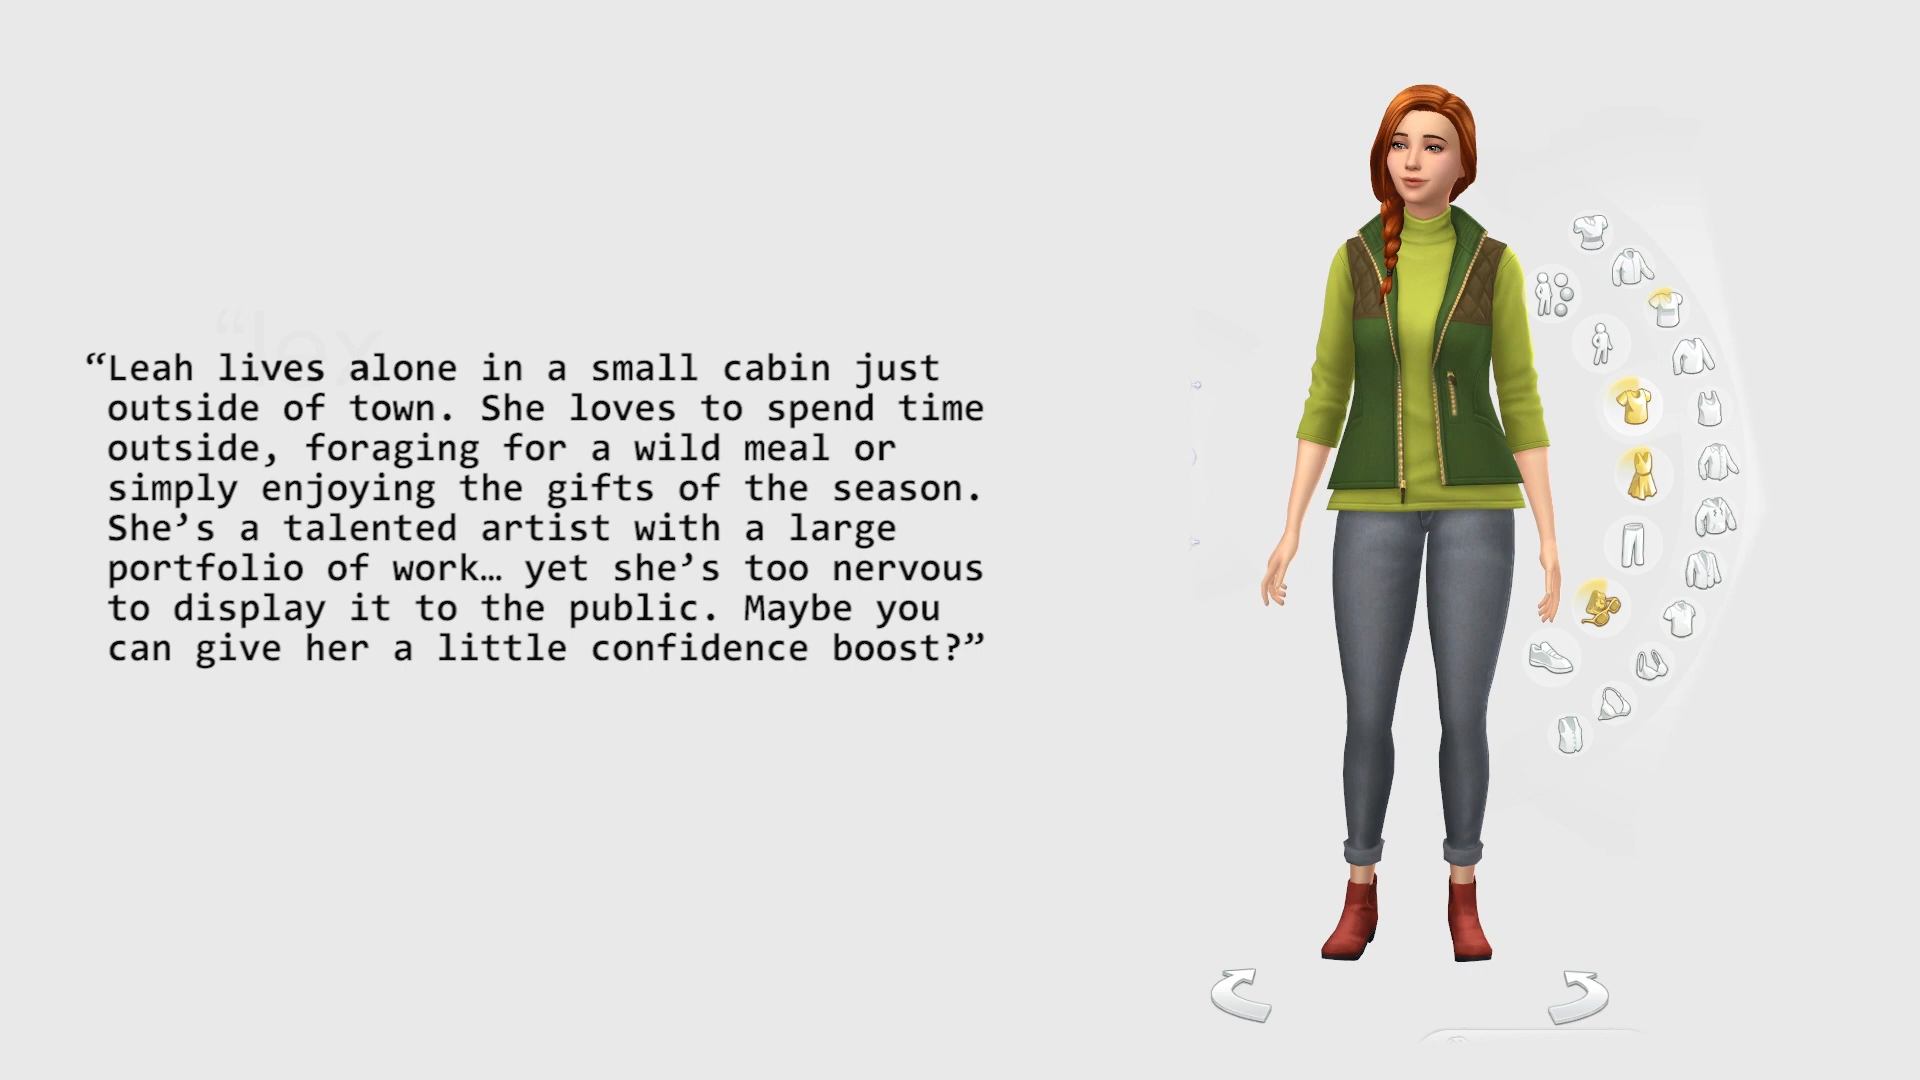 “Leah lives alone in a small cabin just
outside of town. She loves to spend time
outside, foraging for a wild meal or
simply enjoying the gifts of the season.
She’s a talented artist with a large
portfolio of work… yet she’s too nervous
to display it to the public. Maybe you
can give her a little confidence boost?”